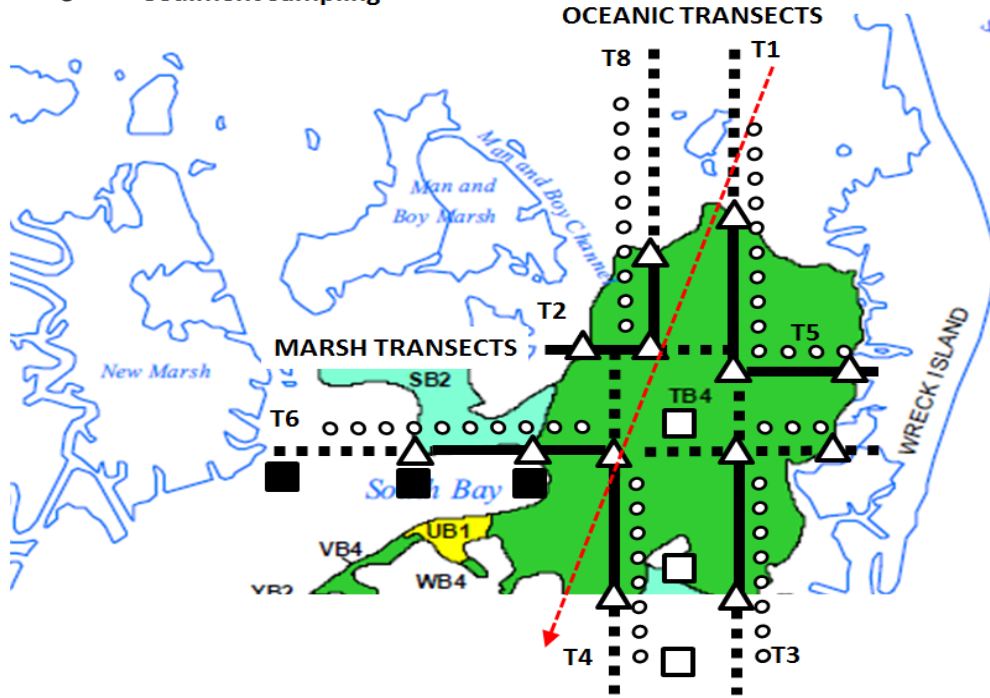 OCEANIC TRANSECTS
T8
T1
Man and Boy Channel
Man and
Boy Marsh
T2
T5
MARSH TRANSECTS
New Marsh
SB2
TB4
WRECK ISLAND
T6
South Bay
UB1
VB4
WB4
T4
T3